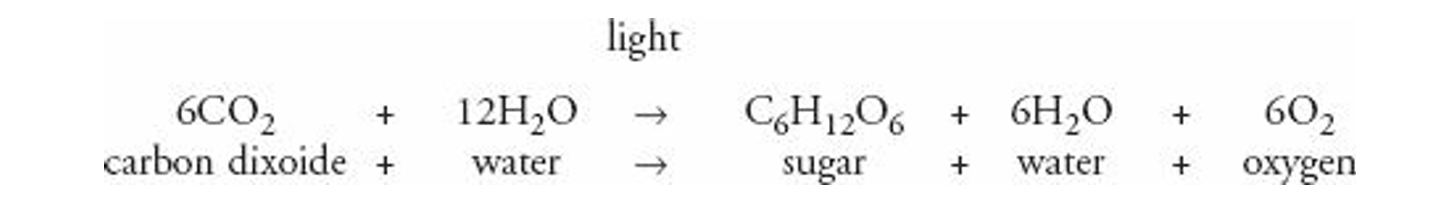 light
6CO₂ + 12H₂O → C₆H₁₂O₆ + 6H₂O + 6O₂
carbon dixoide + water → sugar + water + oxygen